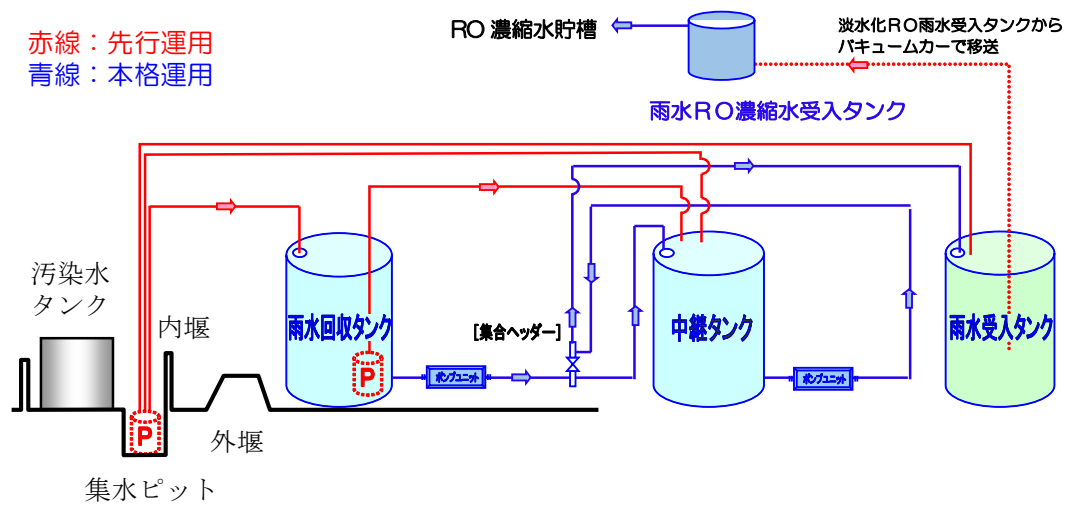 赤線：先行運用
青線：本格運用
RO 濃縮水貯槽
淡水化ＲＯ雨水受入タンクから
バキュームカーで移送
雨水ＲＯ濃縮水受入タンク
汚染水
タンク
内堰
外堰
集水ピット
P
雨水回収タンク
P
ポンプユニット
[集合ヘッダー]
中継タンク
ポンプユニット
雨水受入タンク